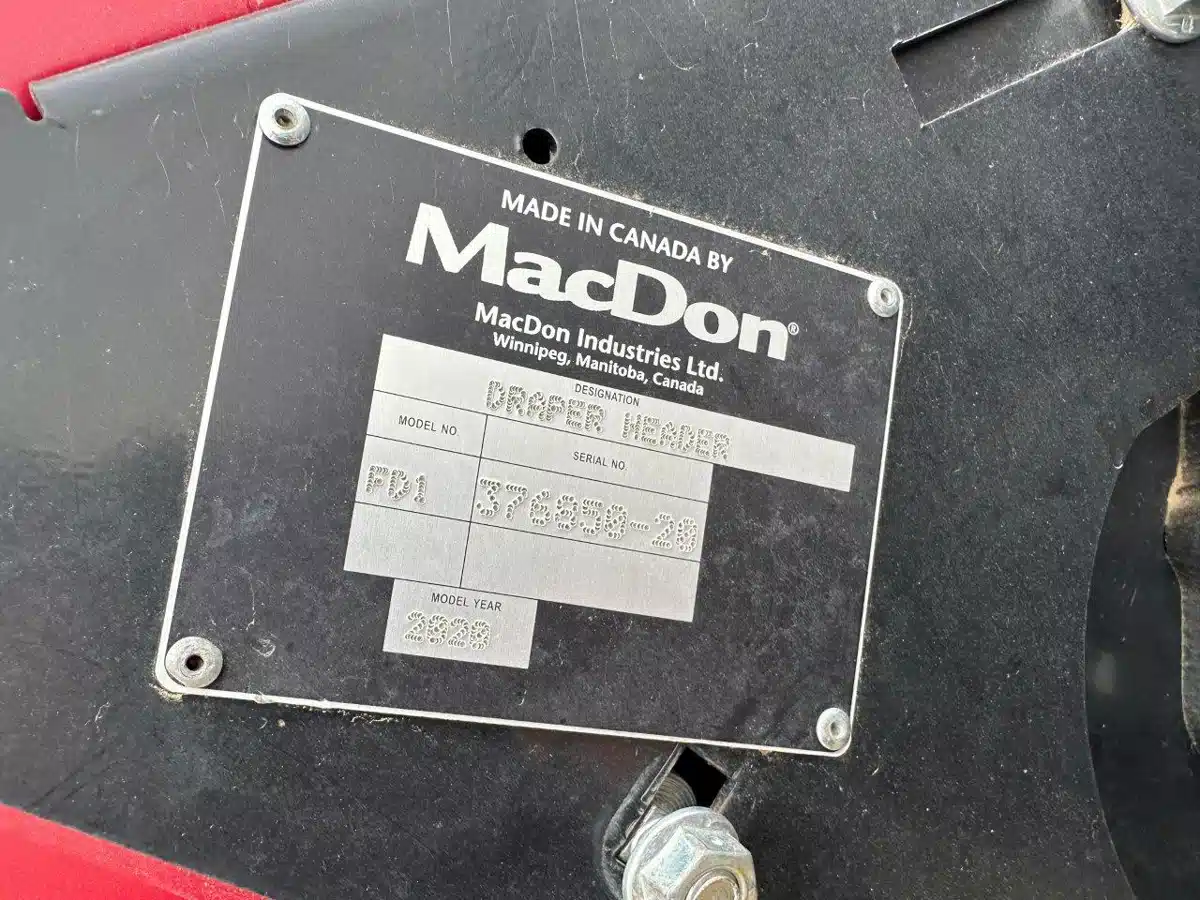 MADE IN CANADA BY
MacDon®
MacDon Industries Ltd.
Winnipeg, Manitoba, Canada
DESIGNATION
DRAPER HEADER
MODEL NO.
SERIAL NO.
FD1
376050-20
MODEL YEAR
2020